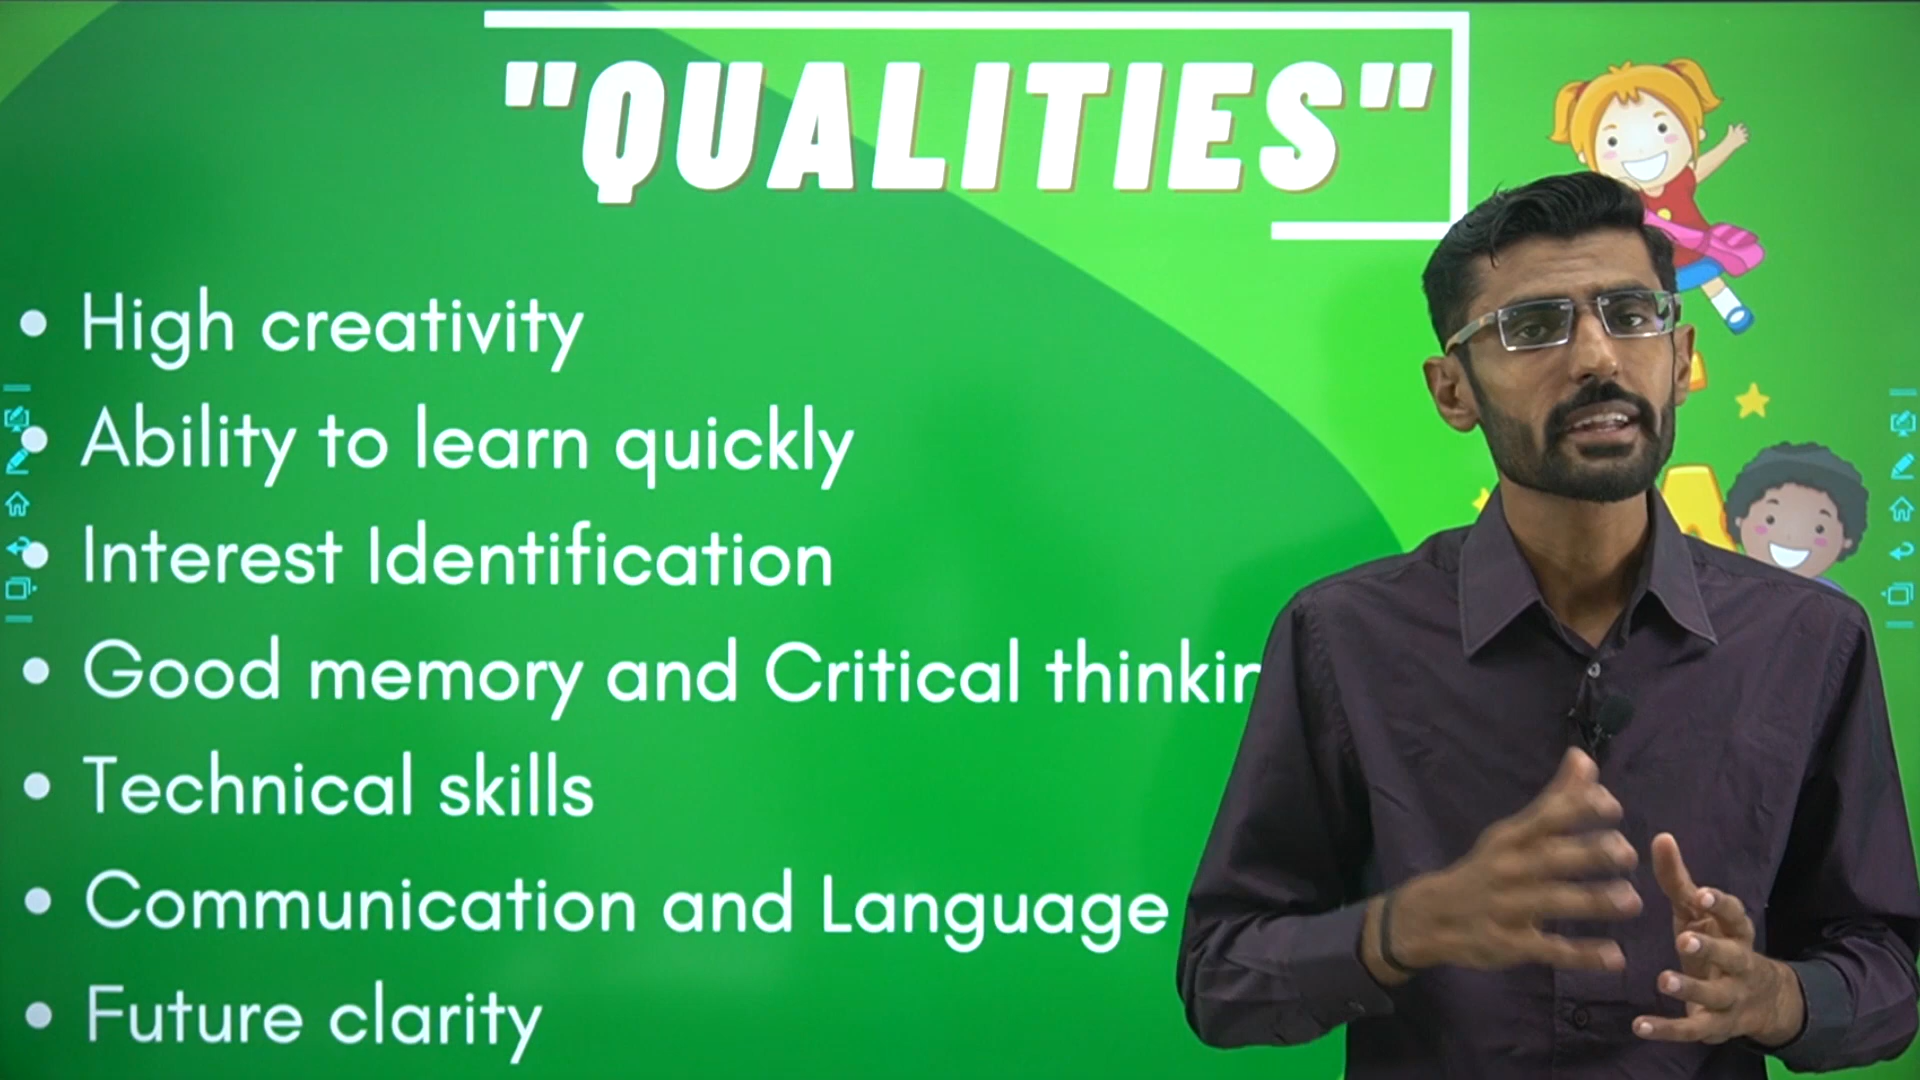 "QUALITIES"
• High creativity
• Ability to learn quickly
• Interest Identification
• Good memory and Critical thinkin
• Technical skills
• Communication and Language
• Future clarity